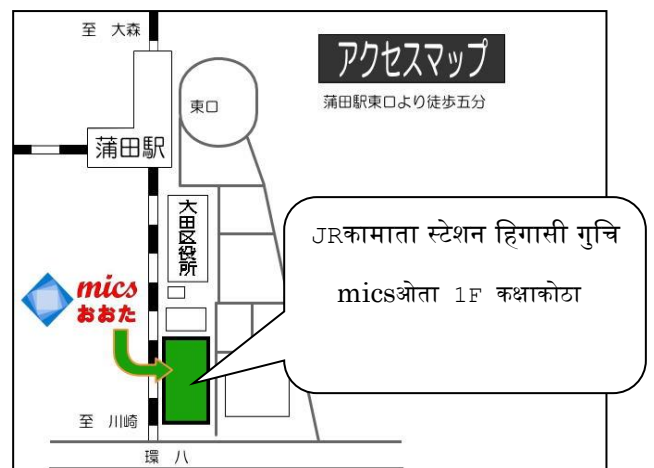 至 大森
アクセスマップ
蒲田駅東口より徒歩五分
東口
蒲田駅
大田区役所
JRकामाता स्टेशन हिगासी गुचि
micsओता 1F कक्षाकोठा
mics
おおた
至 川崎
環 八